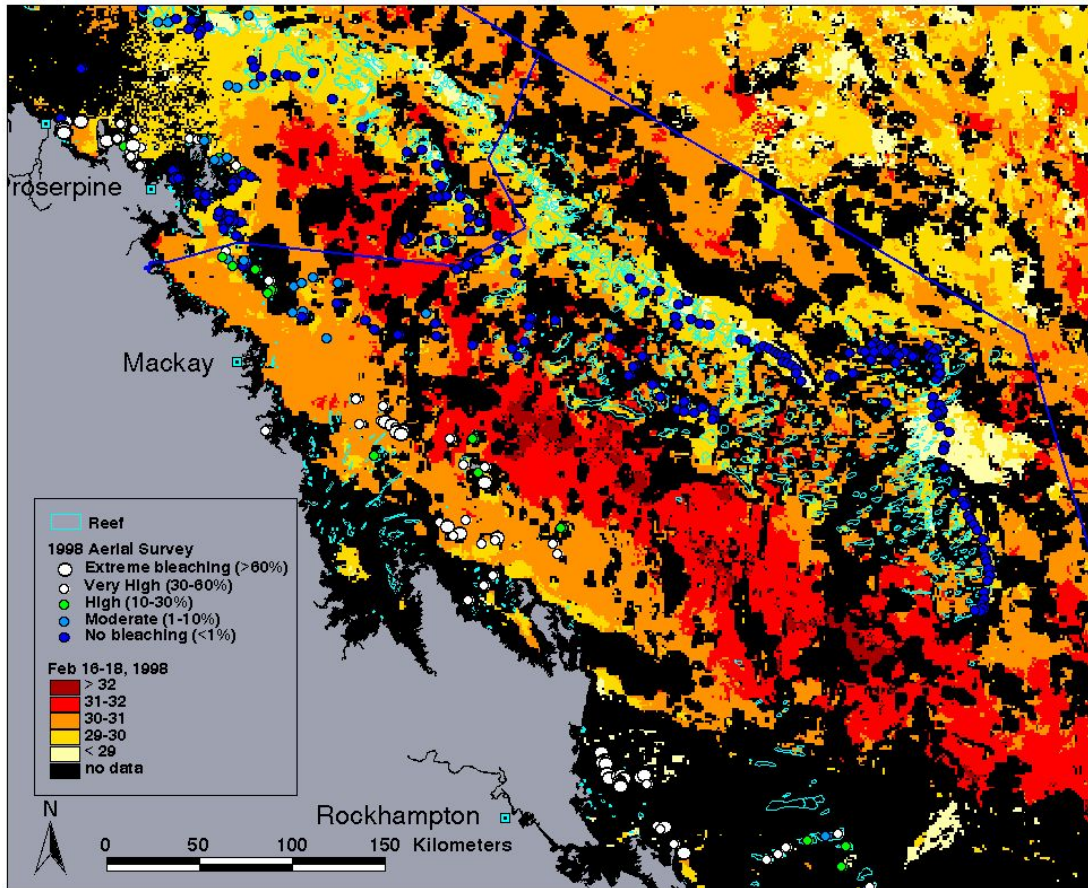 Proserpine
Mackay
Reef
1998 Aerial Survey
Extreme bleaching (>60%)
Very High (30-60%)
High (10-30%)
Moderate (1-10%)
No bleaching (<1%)
Feb 16-18, 1998
> 32
31-32
30-31
29-30
< 29
no data
N
Rockhampton
0 50 100 150 Kilometers